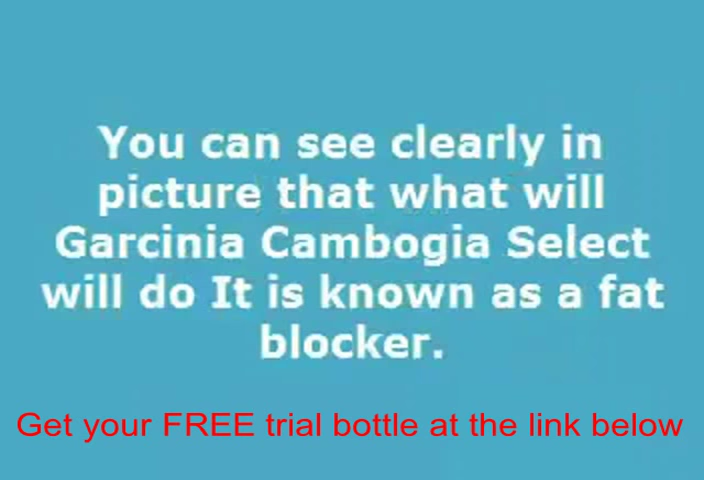 You can see clearly in
picture that what will
Garcinia Cambogia Select
will do It is known as a fat
blocker.
Get your FREE trial bottle at the link below